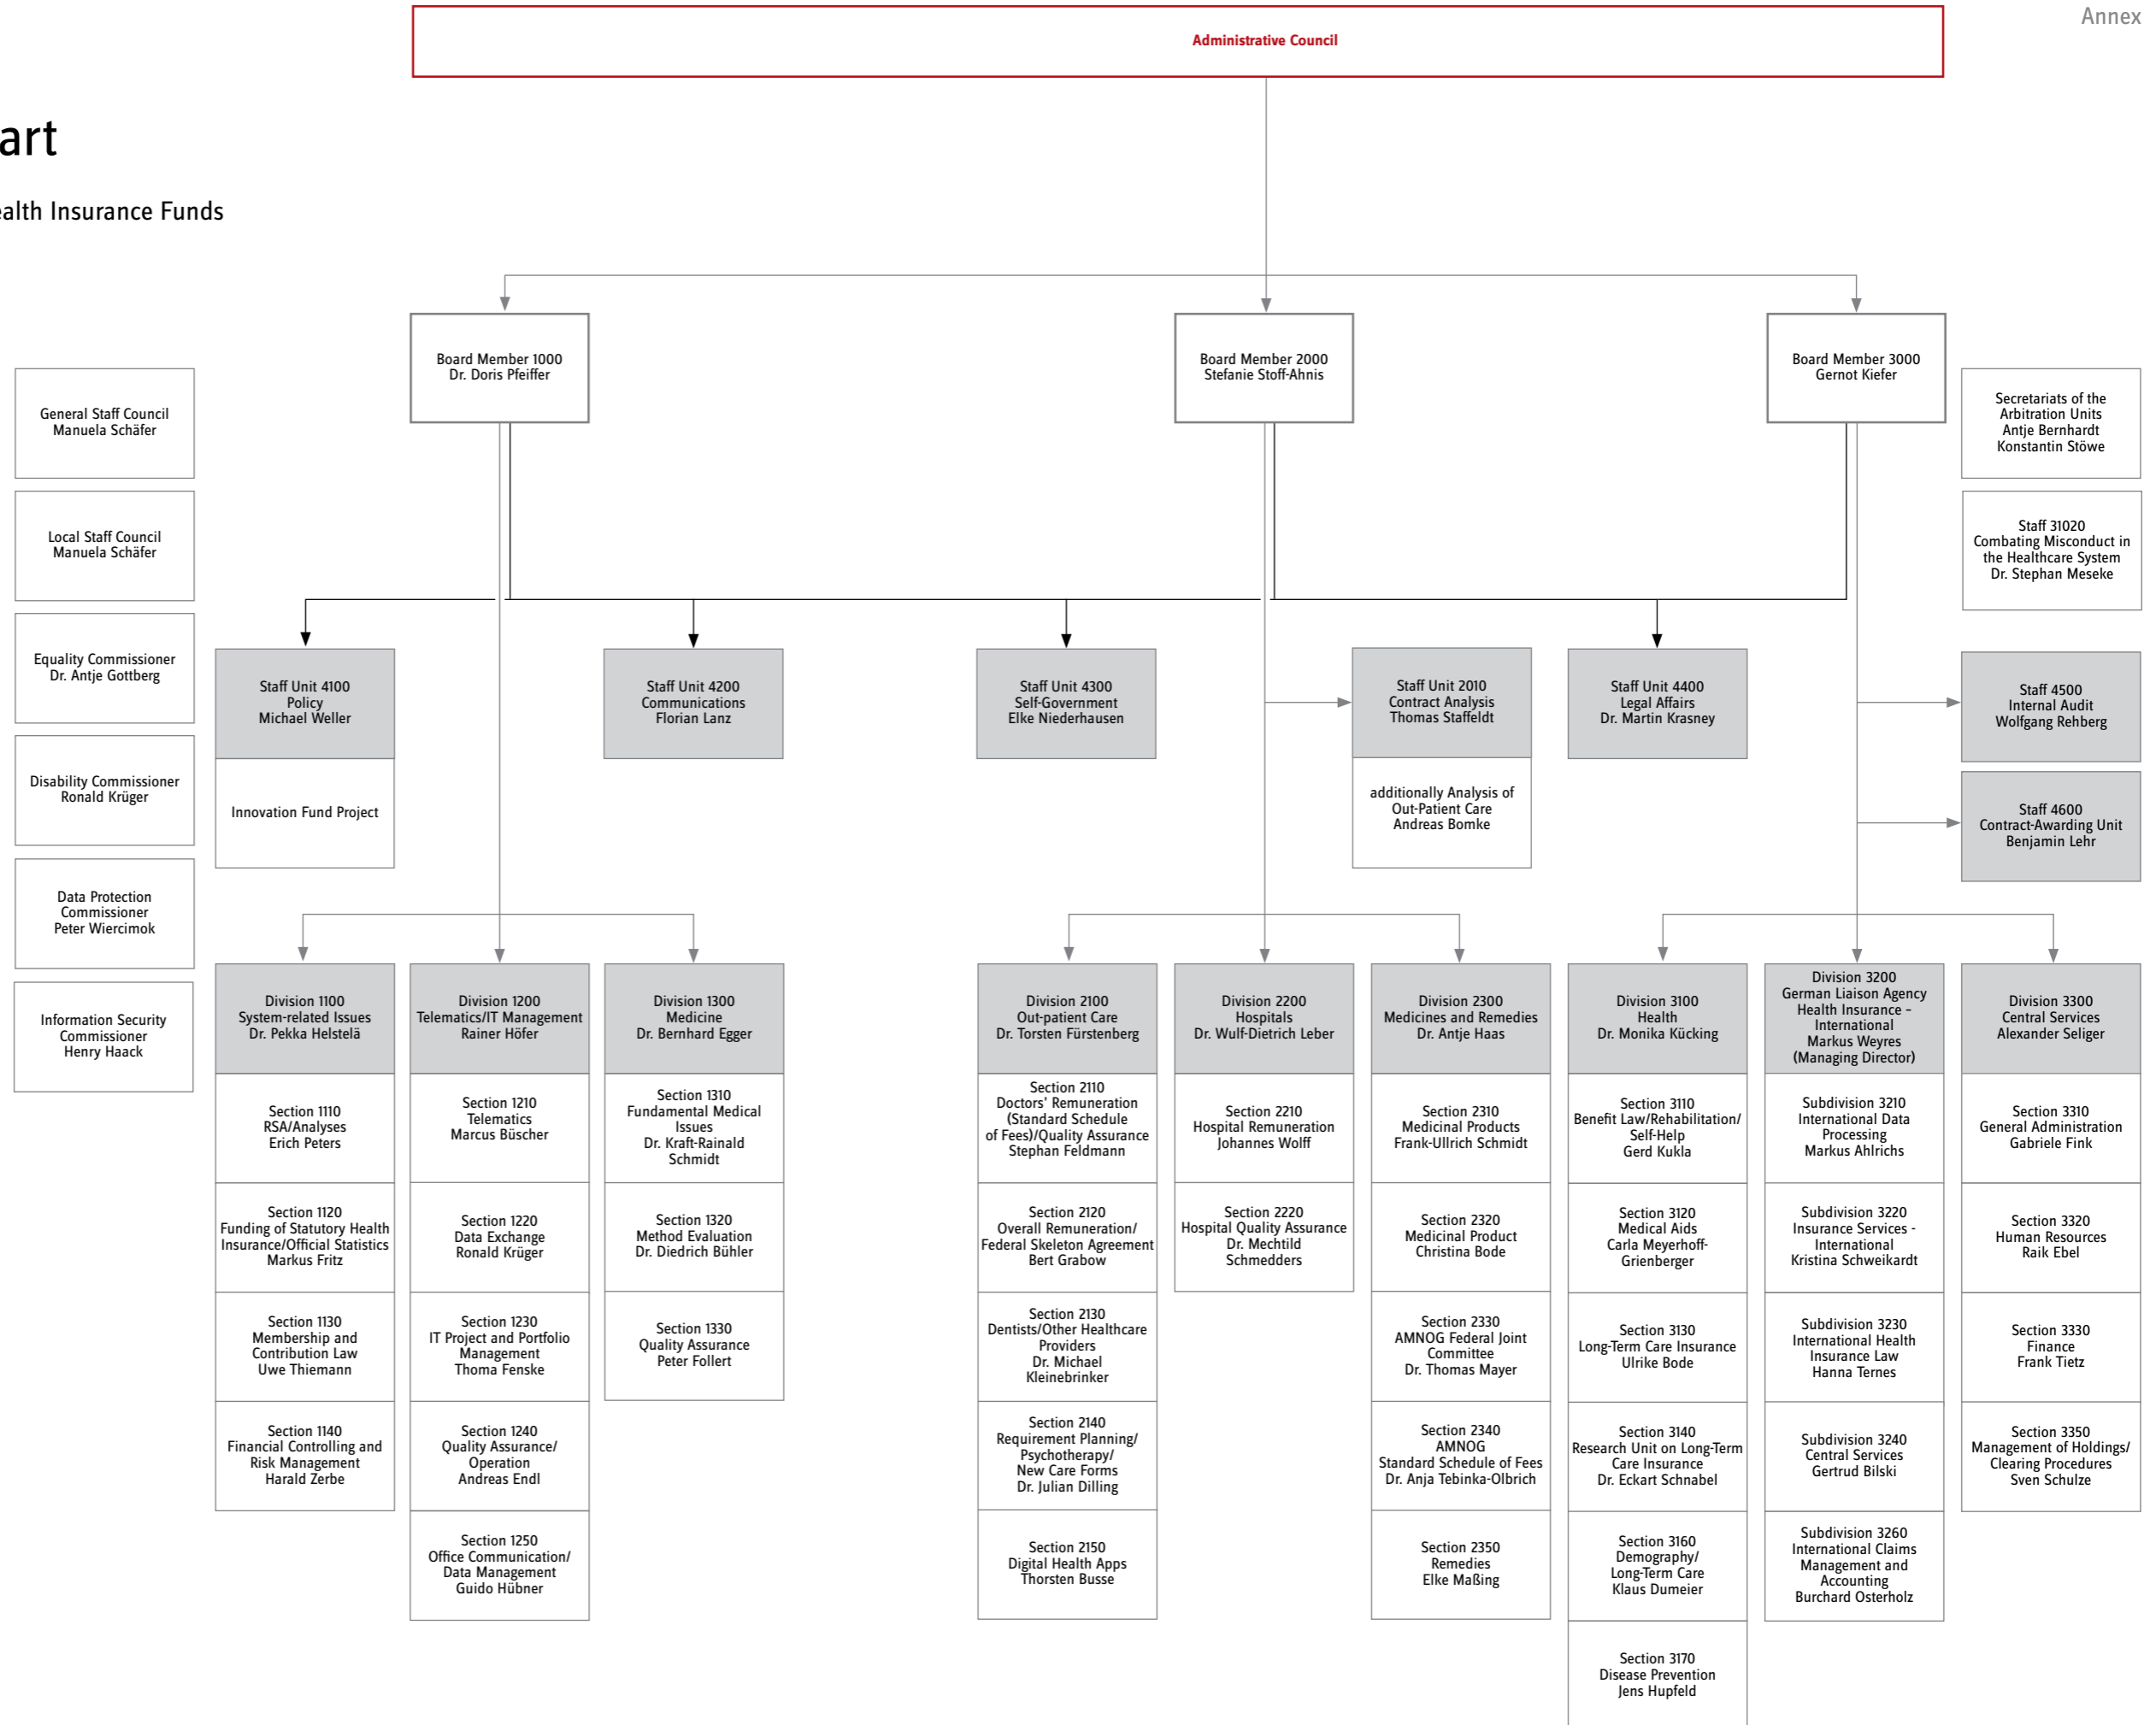 Annex
Administrative Council
art
ealth Insurance Funds
Board Member 1000
Dr. Doris Pfeiffer
Board Member 2000
Stefanie Stoff-Ahnis
Board Member 3000
Gernot Kiefer
General Staff Council
Manuela Schäfer
Local Staff Council
Manuela Schäfer
Equality Commissioner
Dr. Antje Gottberg
Disability Commissioner
Ronald Krüger
Data Protection
Commissioner
Peter Wiercimok
Information Security
Commissioner
Henry Haack
Secretariats of the
Arbitration Units
Antje Bernhardt
Konstantin Stöwe
Staff 31020
Combating Misconduct in
the Healthcare System
Dr. Stephan Meseke
Staff Unit 4100
Policy
Michael Weller
Innovation Fund Project
Staff Unit 4200
Communications
Florian Lanz
Staff Unit 4300
Self-Government
Elke Niederhausen
Staff Unit 2010
Contract Analysis
Thomas Staffeldt
additionally Analysis of
Out-Patient Care
Andreas Bomke
Staff Unit 4400
Legal Affairs
Dr. Martin Krasney
Staff 4500
Internal Audit
Wolfgang Rehberg
Staff 4600
Contract-Awarding Unit
Benjamin Lehr
Division 1100
System-related Issues
Dr. Pekka Helstelä
Section 1110
RSA/Analyses
Erich Peters
Section 1120
Funding of Statutory Health
Insurance/Official Statistics
Markus Fritz
Section 1130
Membership and
Contribution Law
Uwe Thiemann
Section 1140
Financial Controlling and
Risk Management
Harald Zerbe
Division 1200
Telematics/IT Management
Rainer Höfer
Section 1210
Telematics
Marcus Büscher
Section 1220
Data Exchange
Ronald Krüger
Section 1230
IT Project and Portfolio
Management
Thoma Fenske
Section 1240
Quality Assurance/
Operation
Andreas Endl
Section 1250
Office Communication/
Data Management
Guido Hübner
Division 1300
Medicine
Dr. Bernhard Egger
Section 1310
Fundamental Medical
Issues
Dr. Kraft-Rainald
Schmidt
Section 1320
Method Evaluation
Dr. Diedrich Bühler
Section 1330
Quality Assurance
Peter Follert
Division 2100
Out-patient Care
Dr. Torsten Fürstenberg
Section 2110
Doctors' Remuneration
(Standard Schedule
of Fees)/Quality Assurance
Stephan Feldmann
Section 2120
Overall Remuneration/
Federal Skeleton Agreement
Bert Grabow
Section 2130
Dentists/Other Healthcare
Providers
Dr. Michael
Kleinebrinker
Section 2140
Requirement Planning/
Psychotherapy/
New Care Forms
Dr. Julian Dilling
Section 2150
Digital Health Apps
Thorsten Busse
Division 2200
Hospitals
Dr. Wulf-Dietrich Leber
Section 2210
Hospital Remuneration
Johannes Wolff
Section 2220
Hospital Quality Assurance
Dr. Mechtild
Schmedders
Division 2300
Medicines and Remedies
Dr. Antje Haas
Section 2310
Medicinal Products
Frank-Ullrich Schmidt
Section 2320
Medicinal Product
Christina Bode
Section 2330
AMNOG Federal Joint
Committee
Dr. Thomas Mayer
Section 2340
AMNOG
Standard Schedule of Fees
Dr. Anja Tebinka-Olbrich
Section 2350
Remedies
Elke Maßing
Division 3100
Health
Dr. Monika Kücking
Section 3110
Benefit Law/Rehabilitation/
Self-Help
Gerd Kukla
Section 3120
Medical Aids
Carla Meyerhoff-
Grienberger
Section 3130
Long-Term Care Insurance
Ulrike Bode
Section 3140
Research Unit on Long-Term
Care Insurance
Dr. Eckart Schnabel
Section 3160
Demography/
Long-Term Care
Klaus Dumeier
Section 3170
Disease Prevention
Jens Hupfeld
Division 3200
German Liaison Agency
Health Insurance –
International
Markus Weyres
(Managing Director)
Subdivision 3210
International Data
Processing
Markus Ahlrichs
Subdivision 3220
Insurance Services -
International
Kristina Schweikardt
Subdivision 3230
International Health
Insurance Law
Hanna Ternes
Subdivision 3240
Central Services
Gertrud Bilski
Subdivision 3260
International Claims
Management and
Accounting
Burchard Osterholz
Division 3300
Central Services
Alexander Seliger
Section 3310
General Administration
Gabriele Fink
Section 3320
Human Resources
Raik Ebel
Section 3330
Finance
Frank Tietz
Section 3350
Management of Holdings/
Clearing Procedures
Sven Schulze